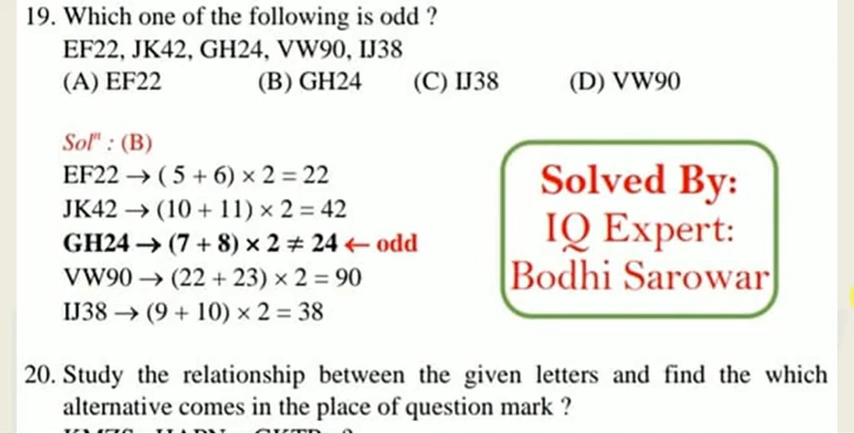 19. Which one of the following is odd ?
EF22, JK42, GH24, VW90, IJ38
(A) EF22 (B) GH24 (C) IJ38 (D) VW90
Solⁿ : (B)
EF22 → ( 5 + 6) × 2 = 22
JK42 → (10 + 11) × 2 = 42
GH24 → (7 + 8) × 2 ≠ 24 ← odd
VW90 → (22 + 23) × 2 = 90
IJ38 → (9 + 10) × 2 = 38
Solved By:
IQ Expert:
Bodhi Sarowar
20. Study the relationship between the given letters and find the which
alternative comes in the place of question mark ?